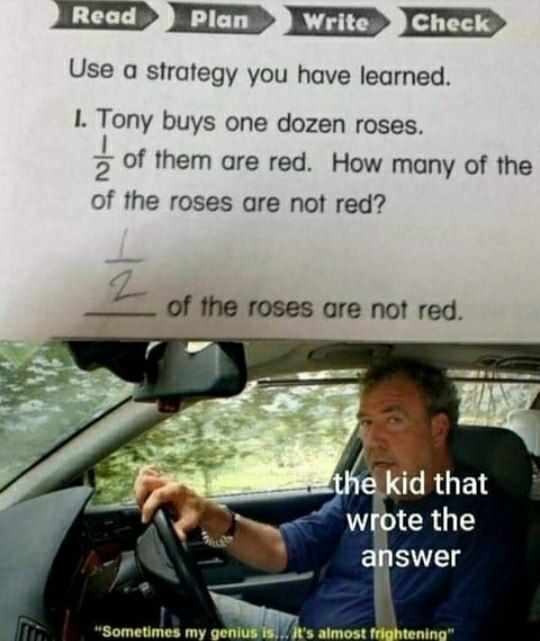 Read Plan Write Check
Use a strategy you have learned.
1. Tony buys one dozen roses.
1/2 of them are red. How many of the
of the roses are not red?
1/2
of the roses are not red.
the kid that
wrote the
answer
"Sometimes my genius is... it's almost frightening"